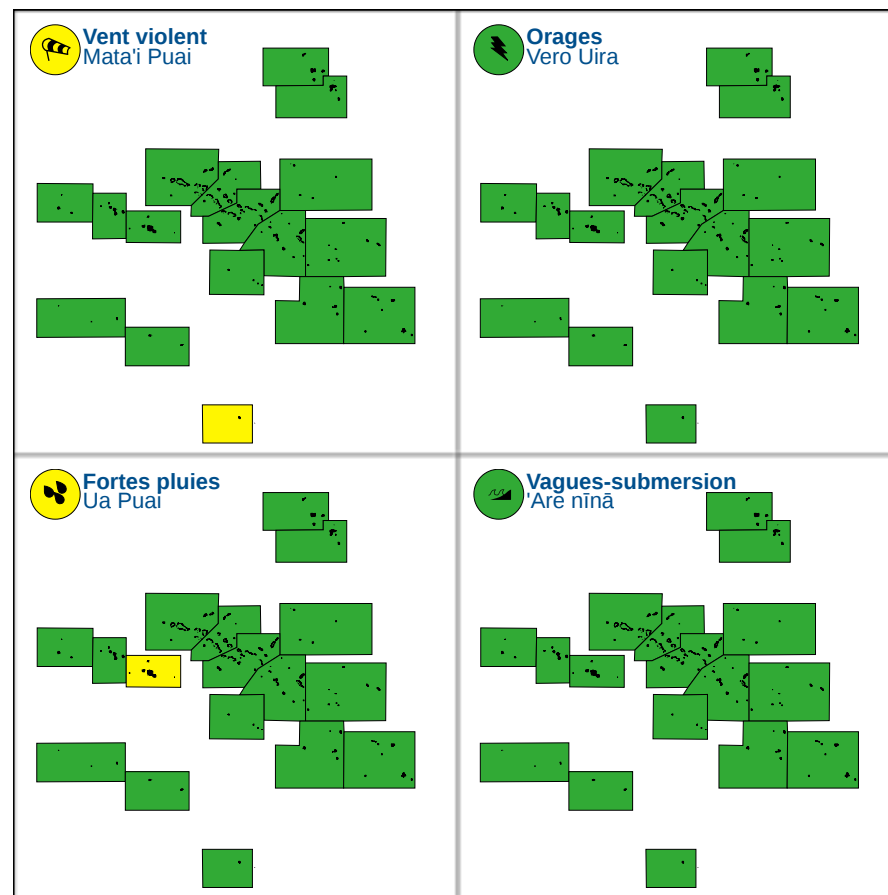 Vent violent
Mata'i Puai
Orages
Vero Uira
Fortes pluies
Ua Puai
Vagues-submersion
'Are nīnā